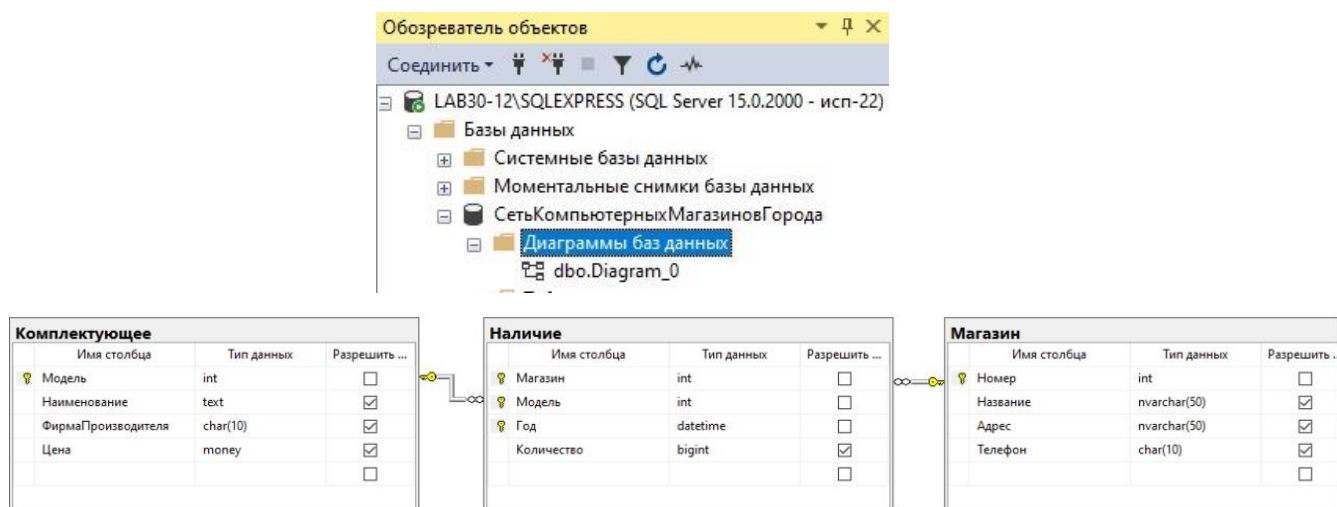 Обозреватель объектов
Соединить
LAB30-12\SQLEXPRESS (SQL Server 15.0.2000 - исп-22)
Базы данных
Системные базы данных
Моментальные снимки базы данных
СетьКомпьютерныхМагазиновГорода
Диаграммы баз данных
dbo.Diagram_0
Комплектующее
Имя столбца Тип данных Разрешить ...
Модель int
Наименование text
ФирмаПроизводителя char(10)
Цена money
Наличие
Имя столбца Тип данных Разрешить ...
Магазин int
Модель int
Год datetime
Количество bigint
Магазин
Имя столбца Тип данных Разрешить ..
Номер int
Название nvarchar(50)
Адрес nvarchar(50)
Телефон char(10)